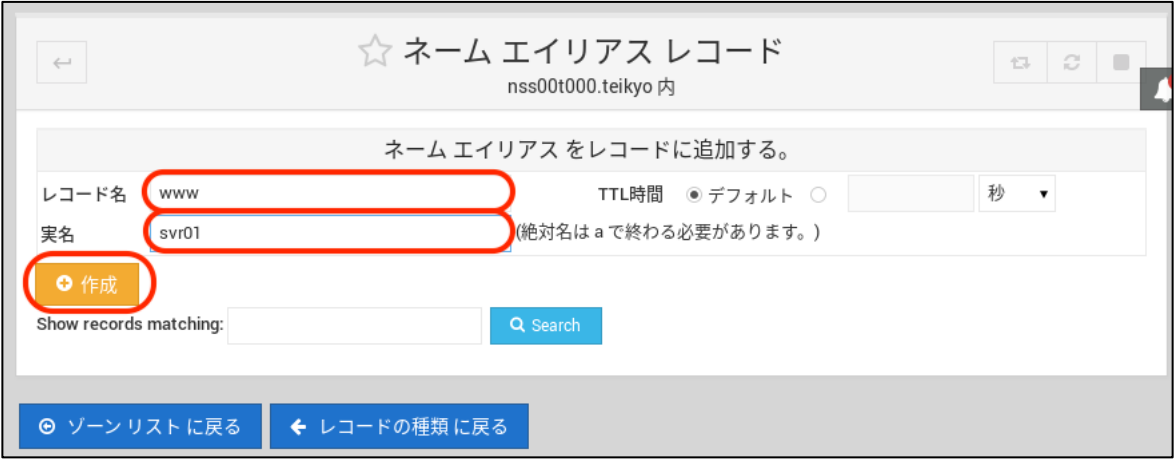 ネーム エイリアス レコード
nss00t000.teikyo 内
ネーム エイリアス をレコードに追加する。
レコード名 www TTL時間 デフォルト 秒
実名 svr01 (絶対名は a で終わる必要があります。)
作成
Show records matching: Search
ゾーン リスト に戻る レコードの種類 に戻る